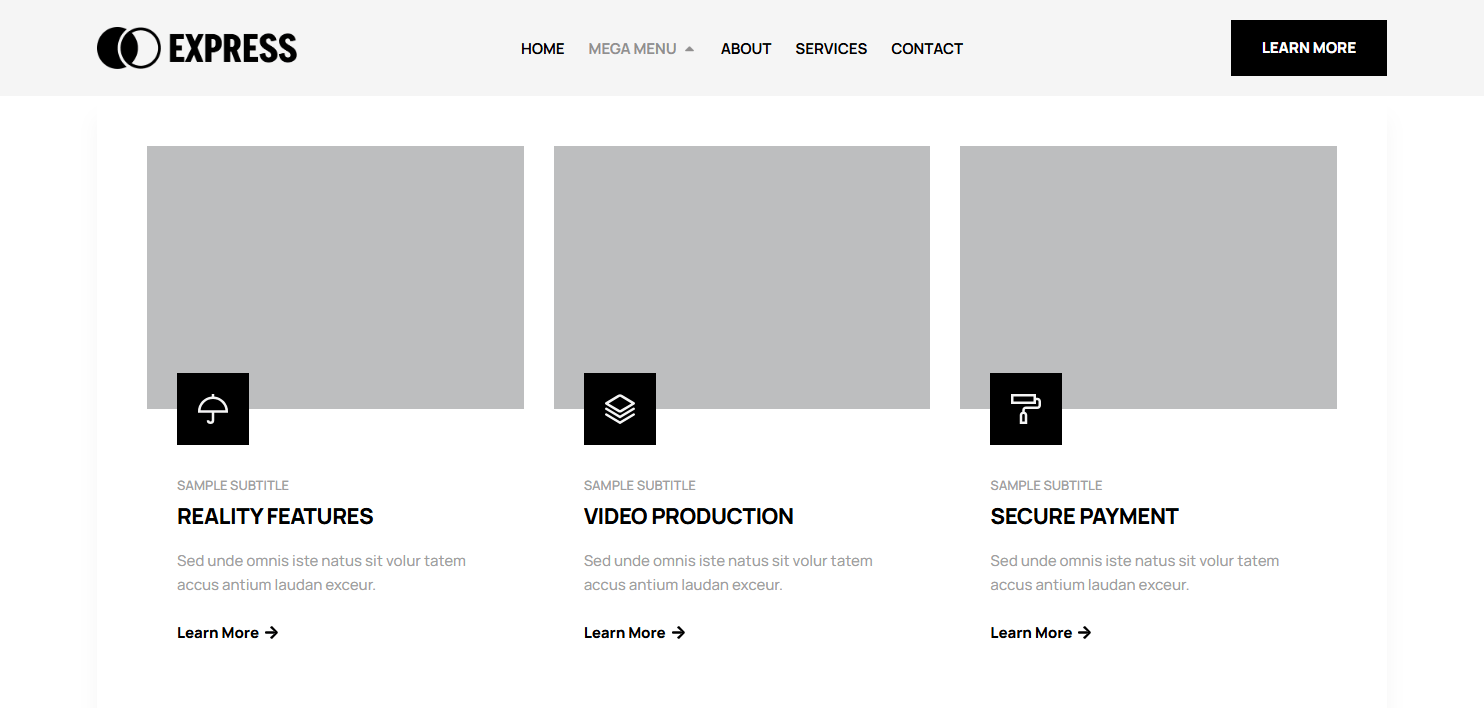 EXPRESS
HOME
MEGA MENU
ABOUT
SERVICES
CONTACT
LEARN MORE
SAMPLE SUBTITLE
REALITY FEATURES
Sed unde omnis iste natus sit volur tatem
accus antium laudan exceur.
Learn More
SAMPLE SUBTITLE
VIDEO PRODUCTION
Sed unde omnis iste natus sit volur tatem
accus antium laudan exceur.
Learn More
SAMPLE SUBTITLE
SECURE PAYMENT
Sed unde omnis iste natus sit volur tatem
accus antium laudan exceur.
Learn More